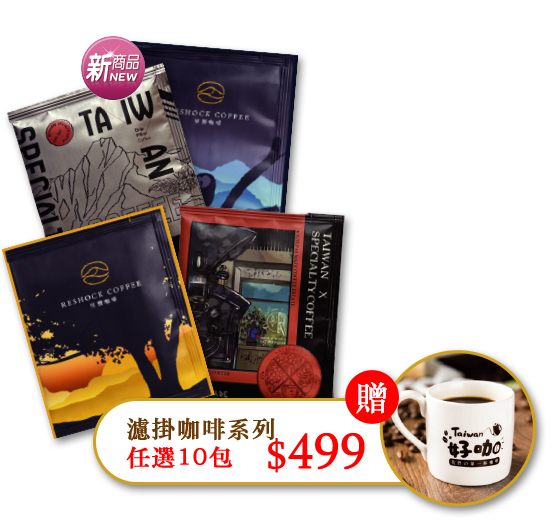 新商品
NEW
TAIWAN
SPECIAL
RESHOCK COFFEE
RESHOCK COFFEE
TAIWAN X
SPECIALTY COFFEE
贈
濾掛咖啡系列
任選10包 $499
Taiwan
好咖